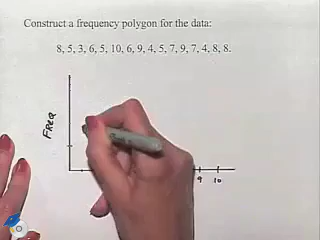 Construct a frequency polygon for the data:
8, 5, 3, 6, 5, 10, 6, 9, 4, 5, 7, 9, 7, 4, 8, 8.
FREQ
9 10